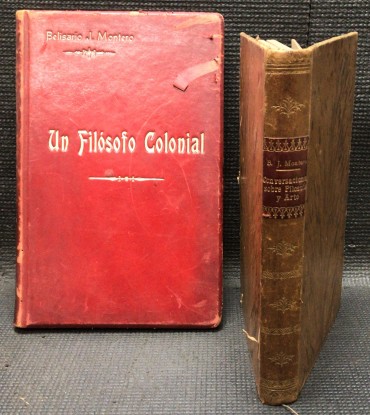 Belisario J. Montero
Un Filósofo Colonial
B. J. Montero
Conversaciones
sobre Filosofia
y Arte